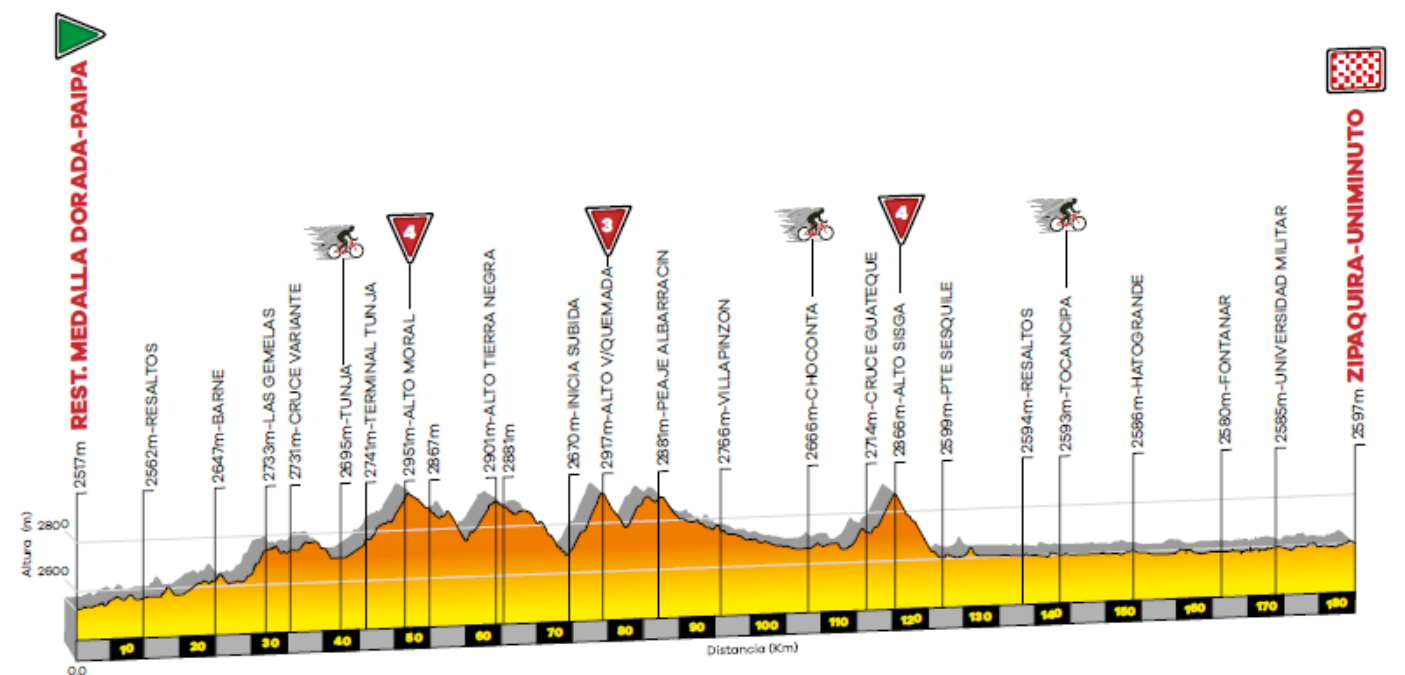 REST. MEDALLA DORADA-PAIPA
2517m
2562m-RESALTOS
2647m-BARNE
2733m-LAS GEMELAS
2731m-CRUCE VARIANTE
2695m-TUNJA
2741m-TERMINAL TUNJA
4
2951m-ALTO MORAL
2867m
2901m-ALTO TIERRA NEGRA
2881m
2670m-INICIA SUBIDA
3
2917m-ALTO V/QUEMADA
2881m-PEAJE ALBARRACIN
2766m-VILLAPINZON
2666m-CHOCONTA
2714m-CRUCE GUATEQUE
4
2866m-ALTO SISGA
2599m-PTE SESQUILE
2594m-RESALTOS
2593m-TOCANCIPA
2586m-HATOGRANDE
2580m-FONTANAR
2585m-UNIVERSIDAD MILITAR
2597m
ZIPAQUIRA-UNIMINUTO
Altura (m)
2800
2600
0.0
10 20 30 40 50 60 70 80 90 100 110 120 130 140 150 160 170 180
Distancia (Km)